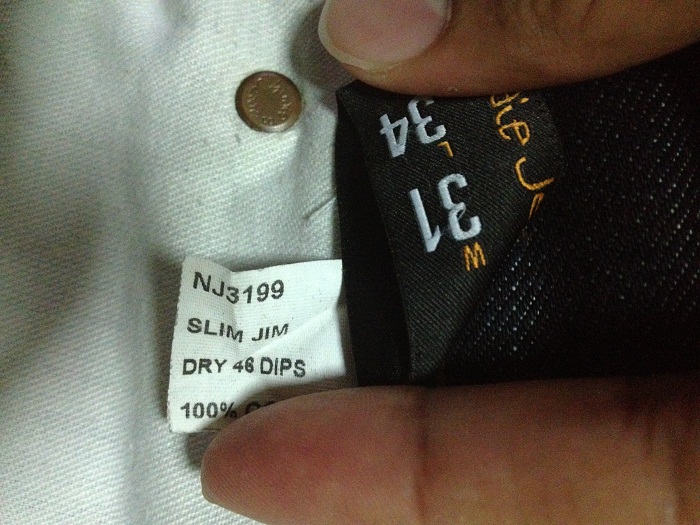 NJ3199
SLIM JIM
DRY 46 DIPS
100%
W
31
L
34